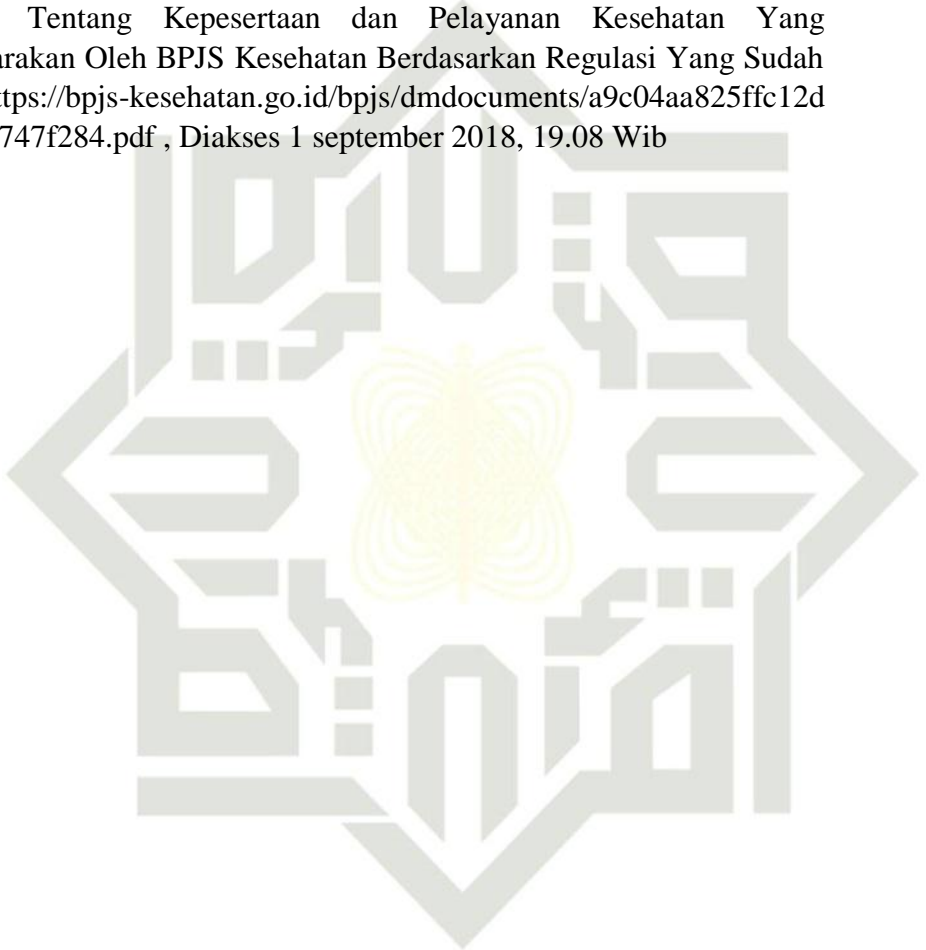 Tentang Kepesertaan dan Pelayanan Kesehatan Yang
arakan Oleh BPJS Kesehatan Berdasarkan Regulasi Yang Sudah
ttps://bpjs-kesehatan.go.id/bpjs/dmdocuments/a9c04aa825ffc12d
747f284.pdf , Diakses 1 september 2018, 19.08 Wib